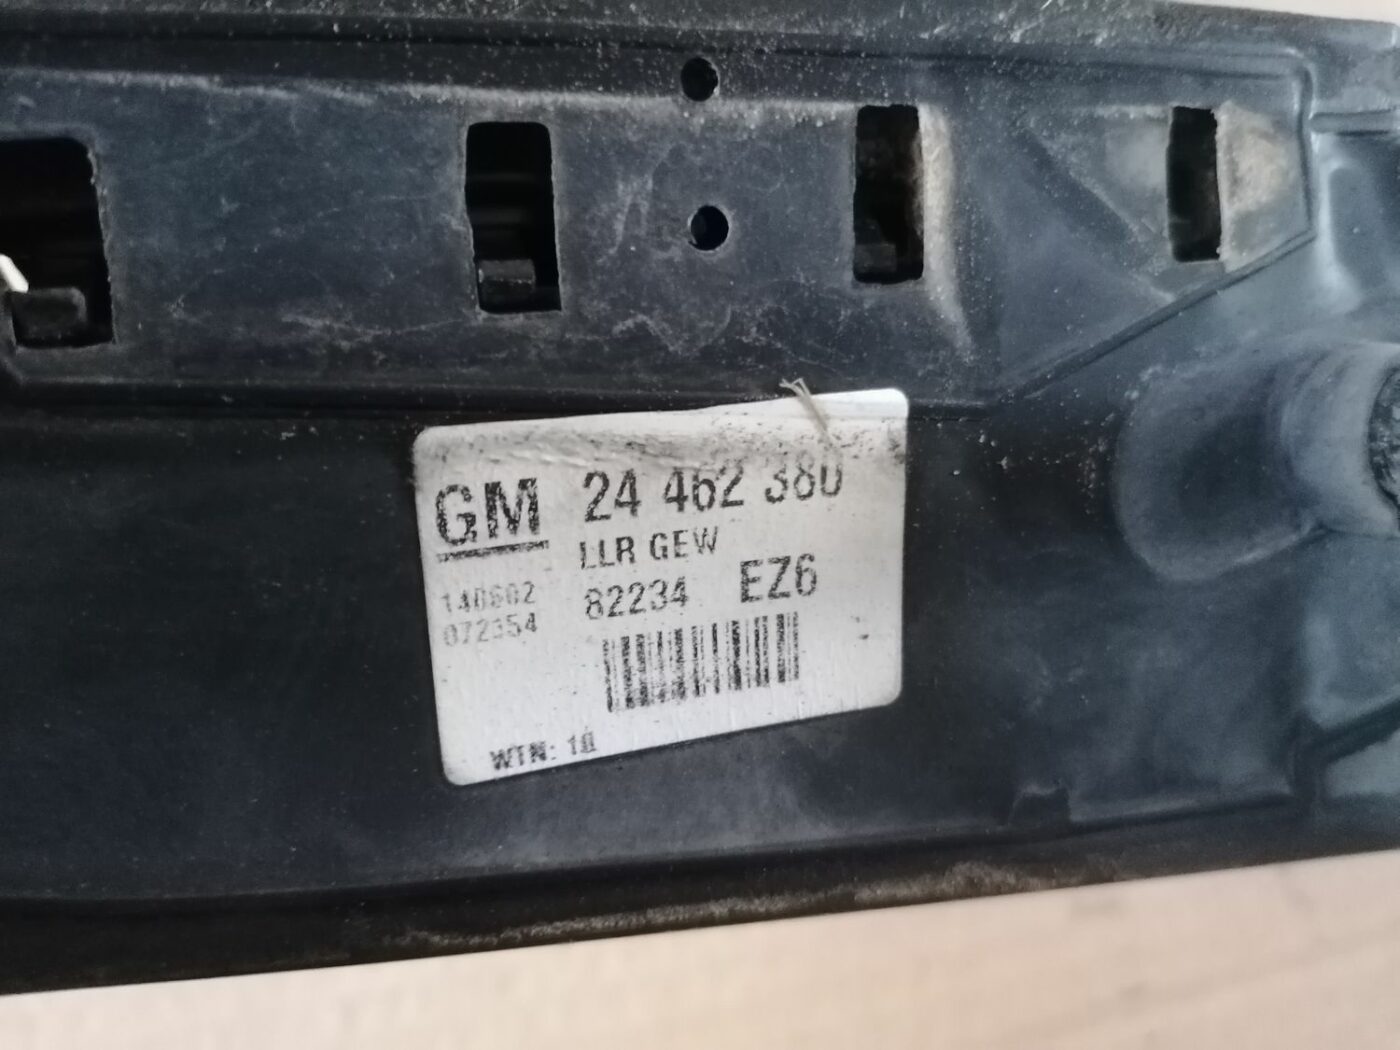 GM 24 462 380
LLR GEW
140602 82234 EZ6
072354
WTN: 10